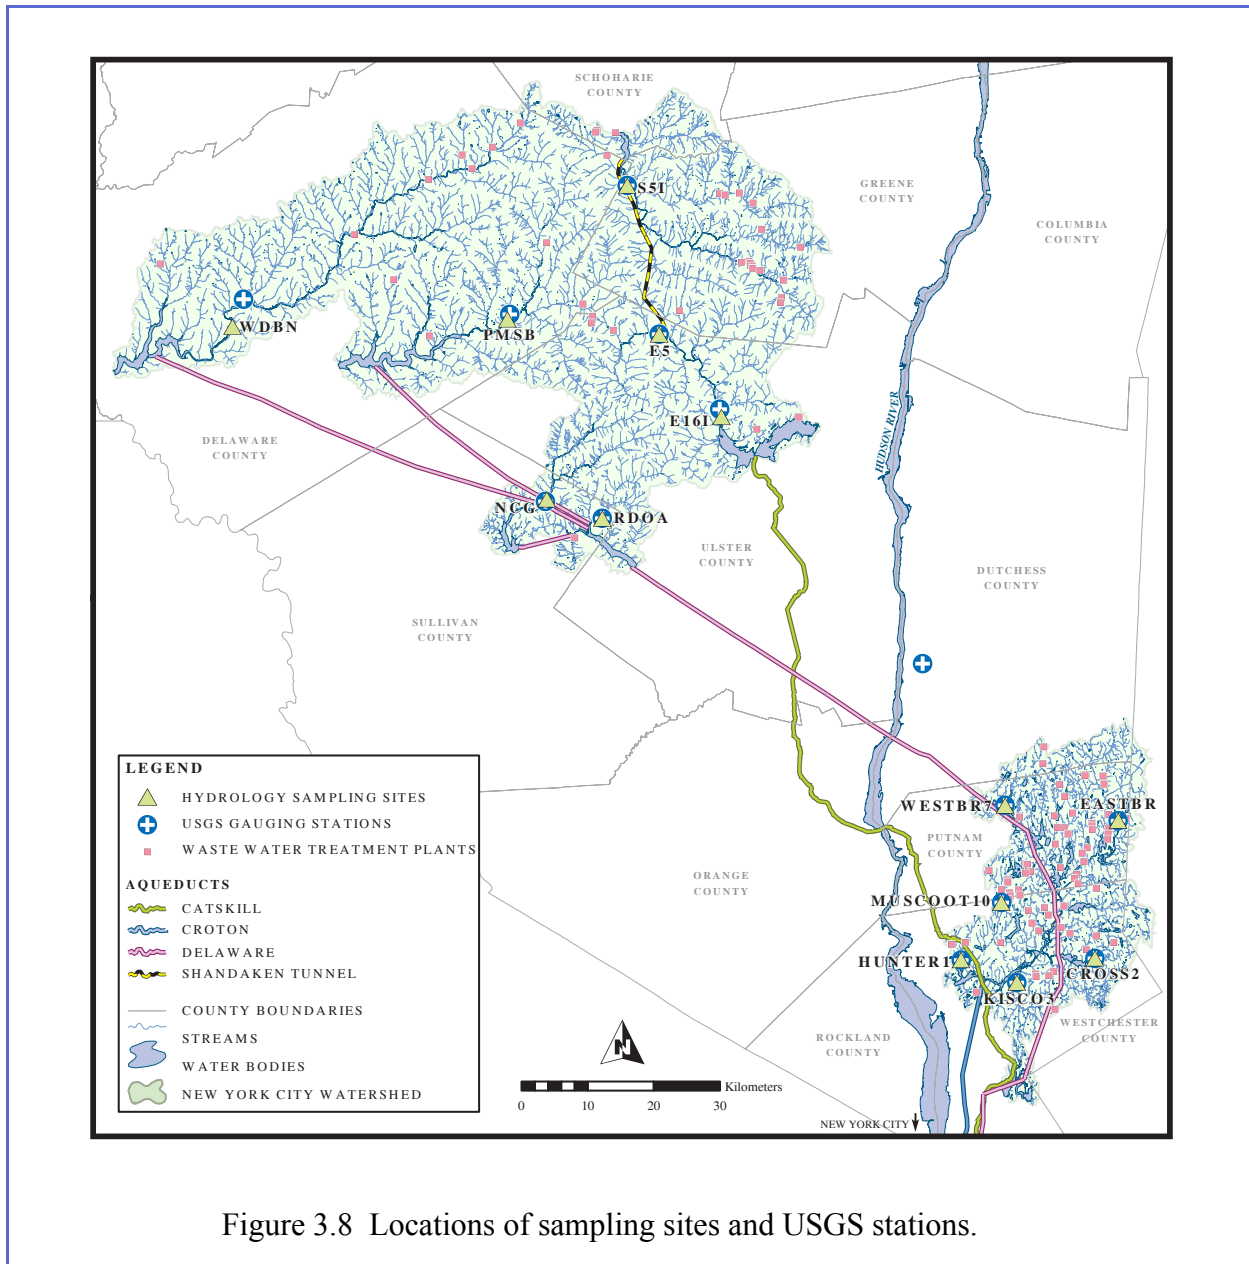 SCHOHARIE
COUNTY
GREENE
COUNTY
COLUMBIA
COUNTY
S5I
WDBN
PMSB
E5
E16I
HUDSON RIVER
DELAWARE
COUNTY
NCG
RDOA
ULSTER
COUNTY
DUTCHESS
COUNTY
SULLIVAN
COUNTY
WESTBR7
EASTBR
PUTNAM
COUNTY
ORANGE
COUNTY
MUSCOOT10
HUNTER1
CROSS2
KISCO3
WESTCHESTER
COUNTY
ROCKLAND
COUNTY
LEGEND
HYDROLOGY SAMPLING SITES
USGS GAUGING STATIONS
WASTE WATER TREATMENT PLANTS
AQUEDUCTS
CATSKILL
CROTON
DELAWARE
SHANDAKEN TUNNEL
COUNTY BOUNDARIES
STREAMS
WATER BODIES
NEW YORK CITY WATERSHED
N
Kilometers
0 10 20 30
NEW YORK CITY
Figure 3.8 Locations of sampling sites and USGS stations.